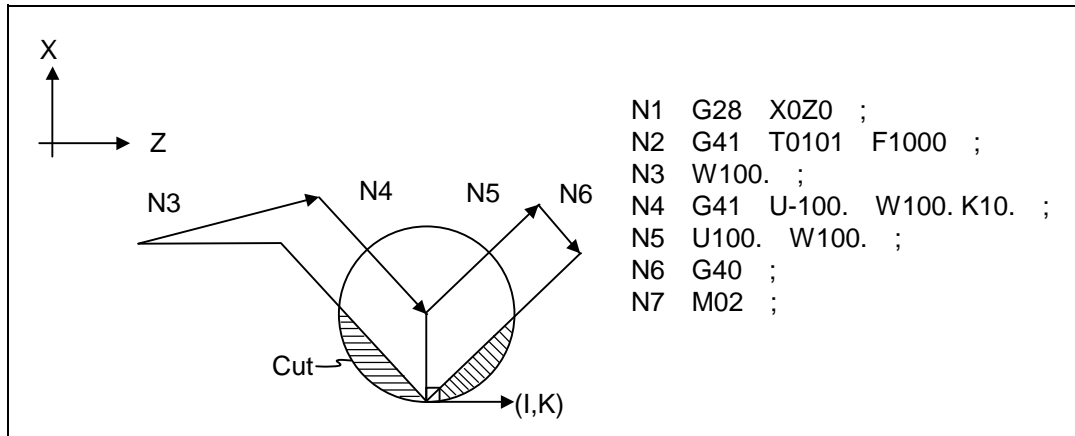 X
Z
N3
N4
N5
N6
Cut
(I,K)
N1 G28 X0Z0 ;
N2 G41 T0101 F1000 ;
N3 W100. ;
N4 G41 U-100. W100. K10. ;
N5 U100. W100. ;
N6 G40 ;
N7 M02 ;